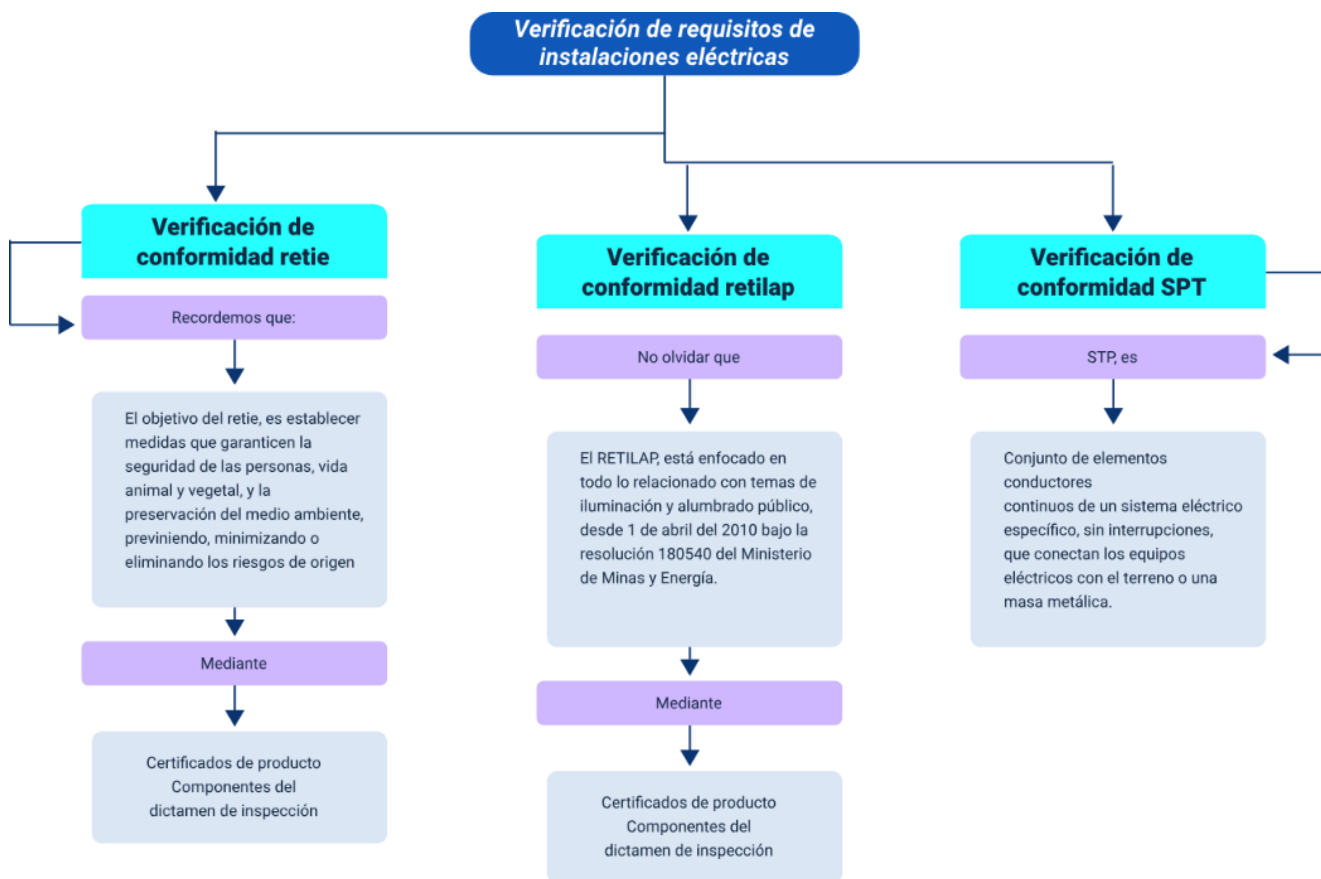 Verificación de requisitos de
instalaciones eléctricas
Verificación de
conformidad retie
Recordemos que:
El objetivo del retie, es establecer
medidas que garanticen la
seguridad de las personas, vida
animal y vegetal, y la
preservación del medio ambiente,
previniendo, minimizando o
eliminando los riesgos de origen
Mediante
Certificados de producto
Componentes del
dictamen de inspección
Verificación de
conformidad retilap
No olvidar que
El RETILAP, está enfocado en
todo lo relacionado con temas de
iluminación y alumbrado público,
desde 1 de abril del 2010 bajo la
resolución 180540 del Ministerio
de Minas y Energía.
Mediante
Certificados de producto
Componentes del
dictamen de inspección
Verificación de
conformidad SPT
STP, es
Conjunto de elementos
conductores
continuos de un sistema eléctrico
específico, sin interrupciones,
que conectan los equipos
eléctricos con el terreno o una
masa metálica.